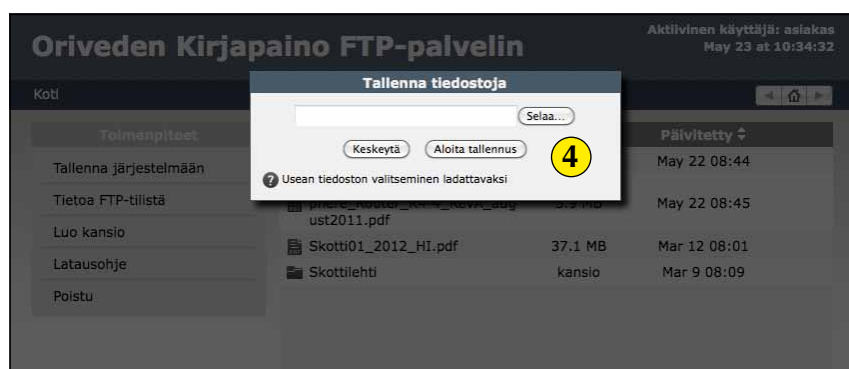 Oriveden Kirjapaino FTP-palvelin
Aktiivinen käyttäjä: asiakas
May 23 at 10:34:32
Koti
Tallenna tiedostoja
Selaa...
Keskeytä
Aloita tallennus
4
Usean tiedoston valitseminen ladattavaksi
Toimenpiteet
Tallenna järjestelmään
Tietoa FTP-tilistä
Luo kansio
Latausohje
Poistu
Päivitetty
May 22 08:44
May 22 08:45
ust2011.pdf
Skotti01_2012_HI.pdf 37.1 MB Mar 12 08:01
Skottilehti kansio Mar 9 08:09